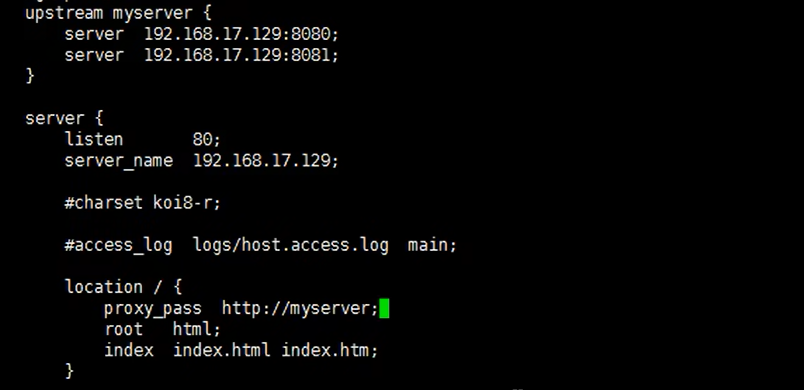 upstream myserver {
server 192.168.17.129:8080;
server 192.168.17.129:8081;
}
server {
listen 80;
server_name 192.168.17.129;
#charset koi8-r;
#access_log logs/host.access.log main;
location / {
proxy_pass http://myserver;
root html;
index index.html index.htm;
}